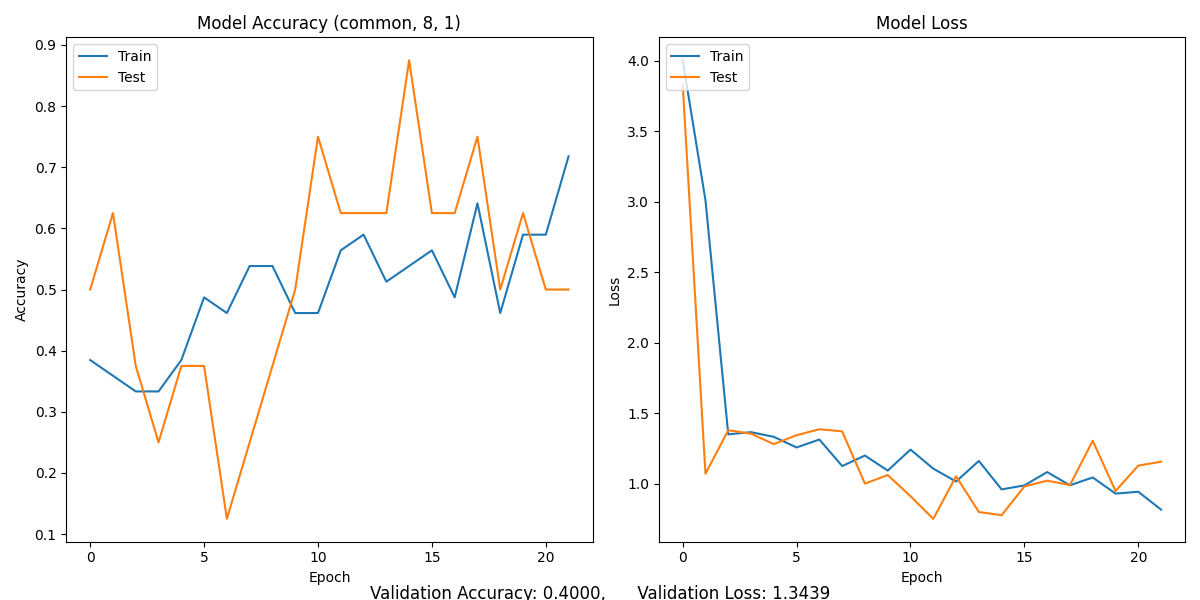 Model Accuracy (common, 8, 1)
Train
Test
0.9
0.8
0.7
0.6
0.5
0.4
0.3
0.2
0.1
Accuracy
0
5
10
15
20
Epoch
Model Loss
Train
Test
4.0
3.5
3.0
2.5
2.0
1.5
1.0
Loss
0
5
10
15
20
Epoch
Validation Accuracy: 0.4000, Validation Loss: 1.3439